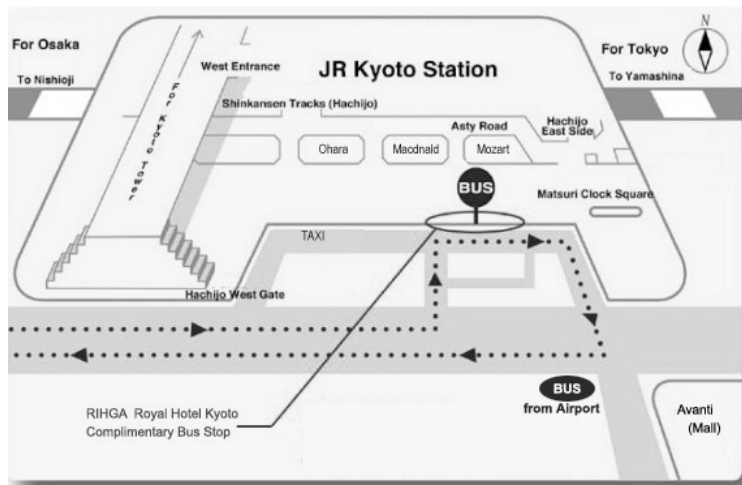 For Osaka
To Nishioji
For Kyoto Tower
West Entrance
JR Kyoto Station
N
For Tokyo
To Yamashina
Shinkansen Tracks (Hachijo)
Asty Road
Hachijo
East Side
Ohara
Macdnald
Mozart
BUS
Matsuri Clock Square
TAXI
Hachijo West Gate
BUS
from Airport
RIHGA Royal Hotel Kyoto
Complimentary Bus Stop
Avanti
(Mall)